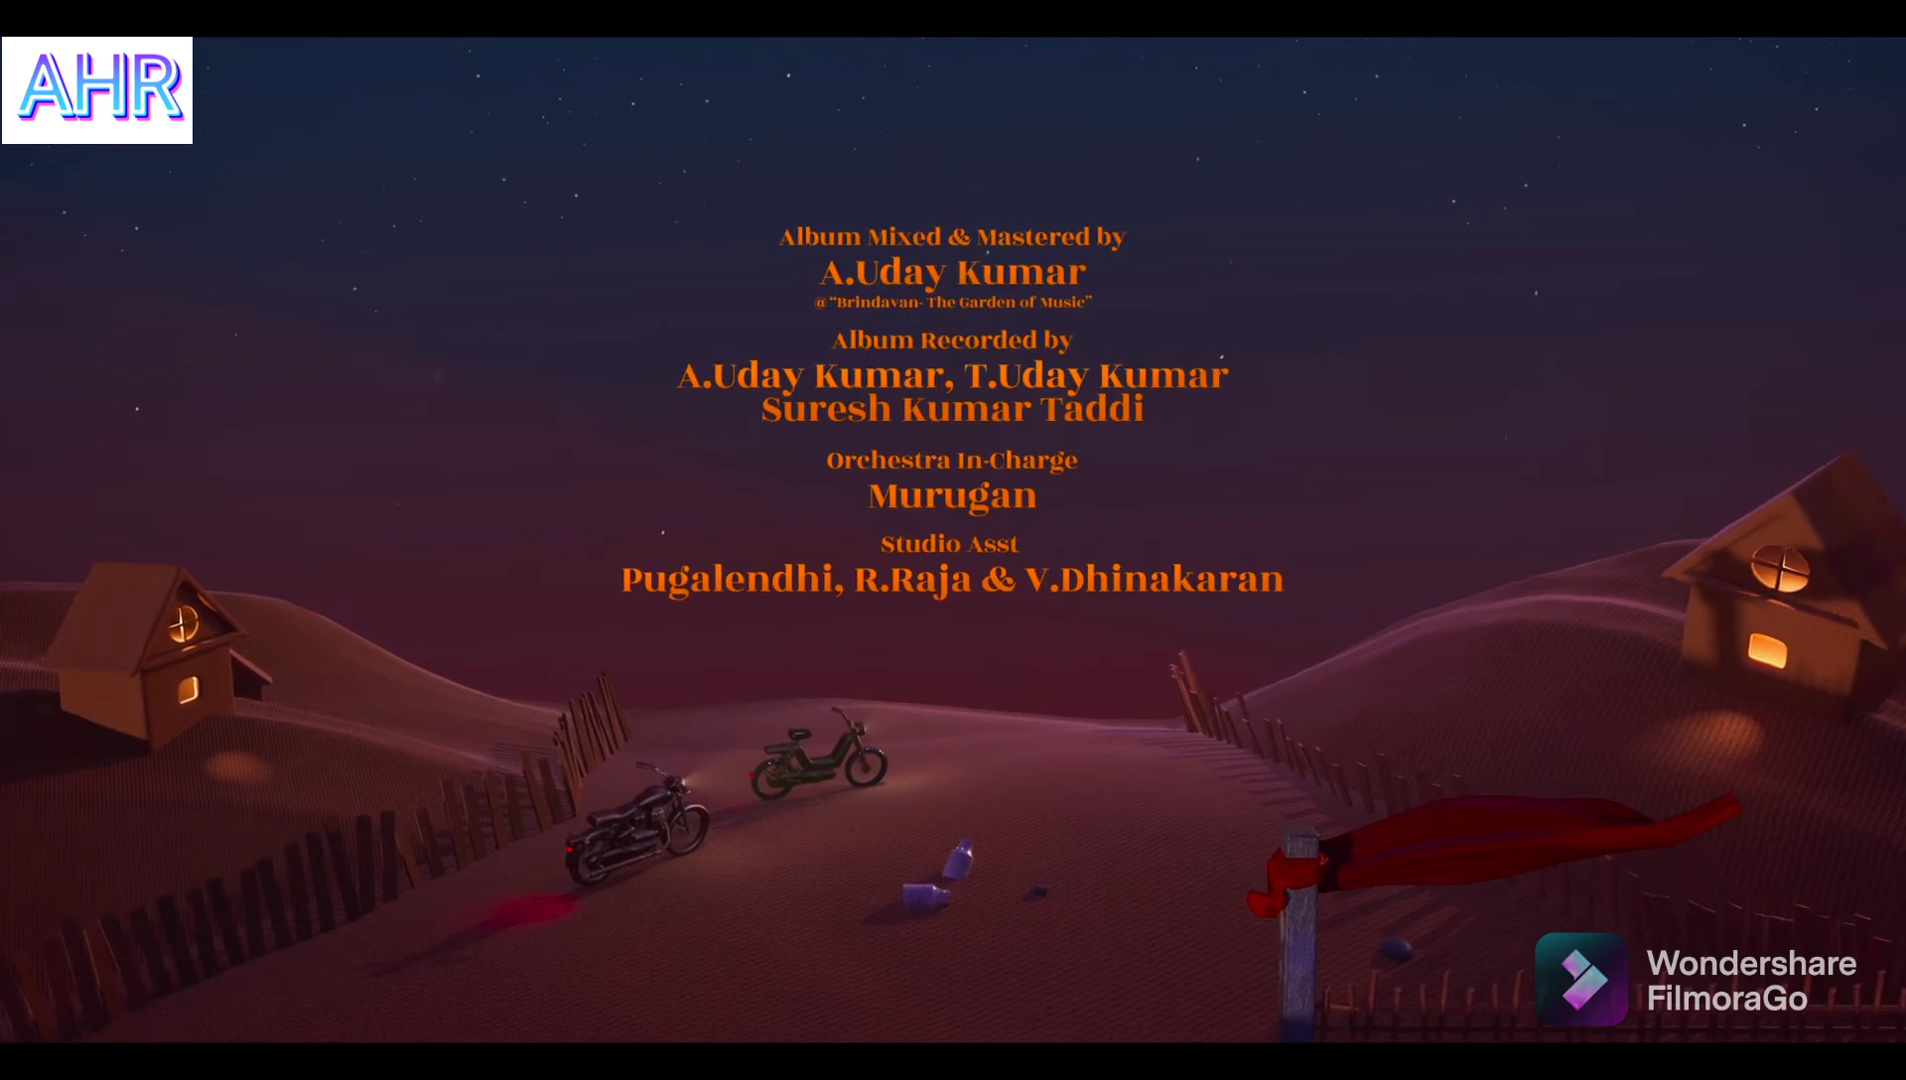 AHR
Album Mixed & Mastered by
A.Uday Kumar
@"Brindavan- The Garden of Music"
Album Recorded by
A.Uday Kumar, T.Uday Kumar
Suresh Kumar Taddi
Orchestra In-Charge
Murugan
Studio Asst
Pugalendhi, R.Raja & V.Dhinakaran
Wondershare
FilmoraGo